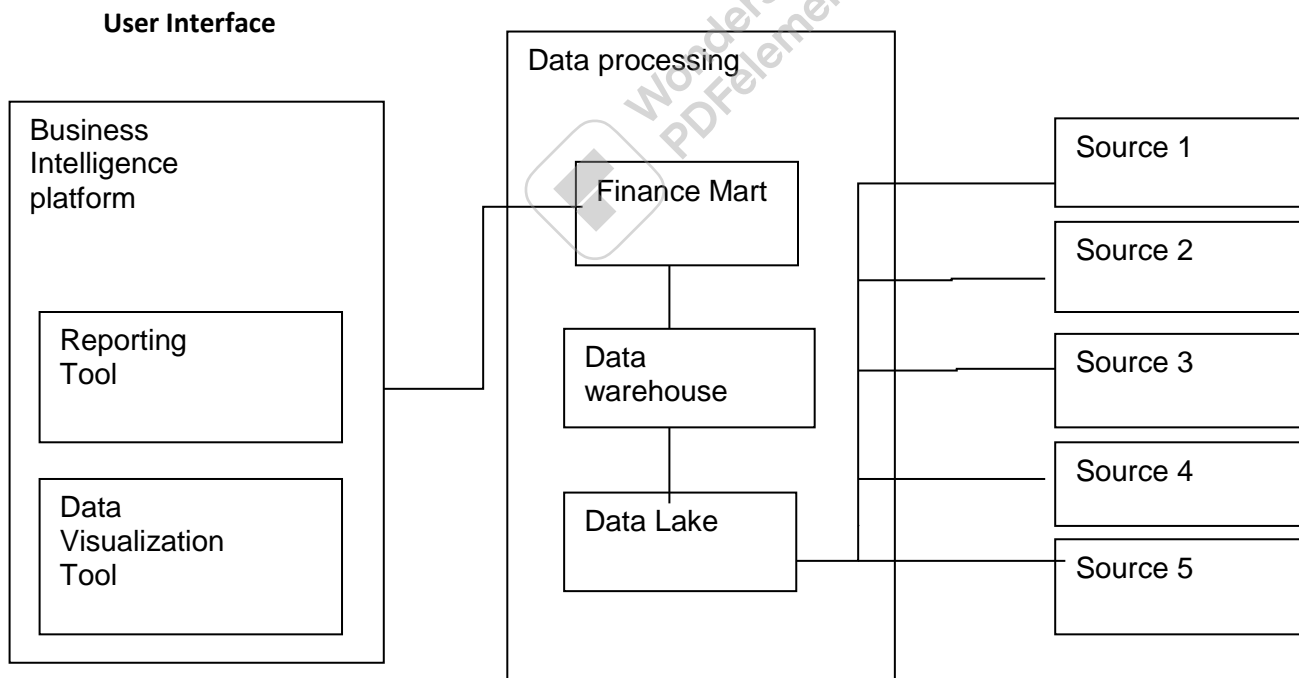 User Interface
Business
Intelligence
platform
Reporting
Tool
Data
Visualization
Tool
Data processing
Finance Mart
Data
warehouse
Data Lake
Source 1
Source 2
Source 3
Source 4
Source 5